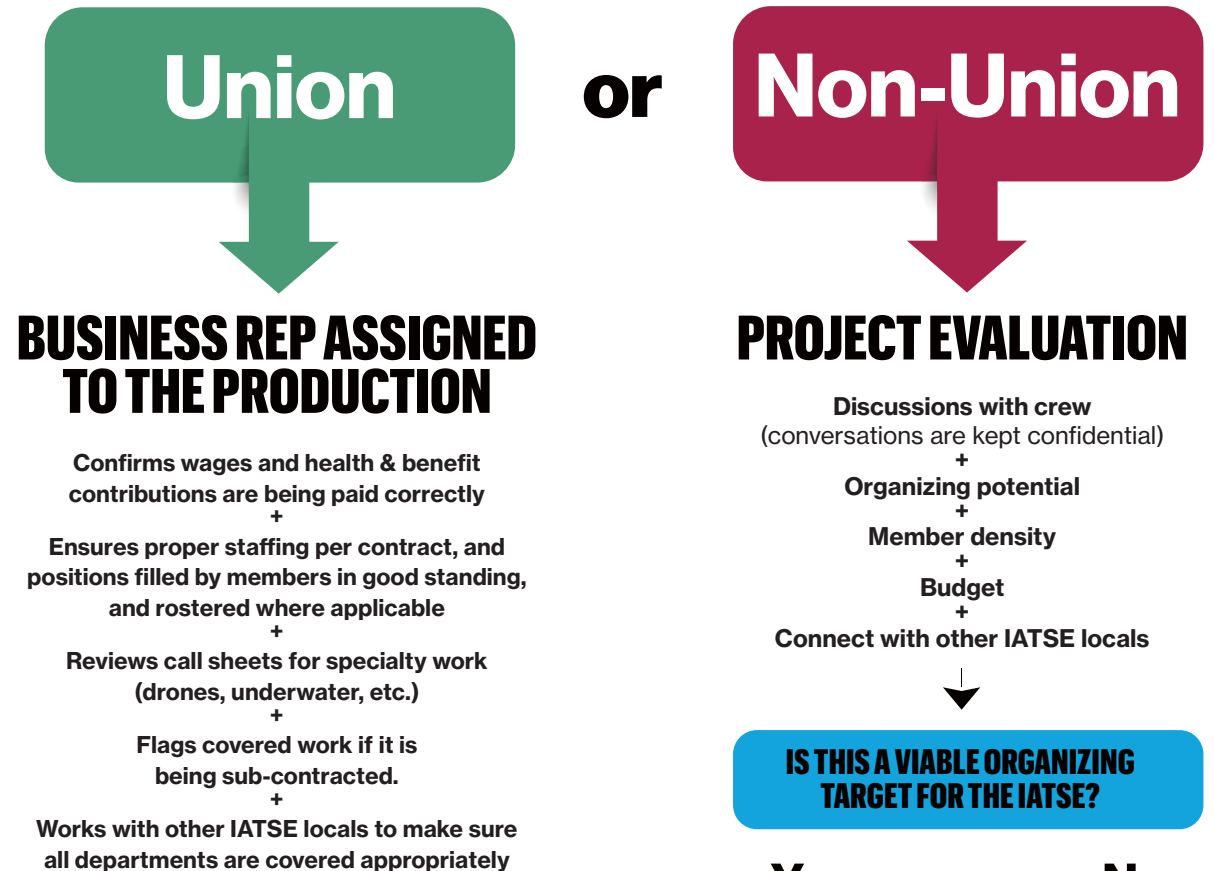 Union
or
Non-Union
BUSINESS REP ASSIGNED
TO THE PRODUCTION
Confirms wages and health & benefit
contributions are being paid correctly
+
Ensures proper staffing per contract, and
positions filled by members in good standing,
and rostered where applicable
+
Reviews call sheets for specialty work
(drones, underwater, etc.)
+
Flags covered work if it is
being sub-contracted.
+
Works with other IATSE locals to make sure
all departments are covered appropriately
PROJECT EVALUATION
Discussions with crew
(conversations are kept confidential)
+
Organizing potential
+
Member density
+
Budget
+
Connect with other IATSE locals
IS THIS A VIABLE ORGANIZING
TARGET FOR THE IATSE?